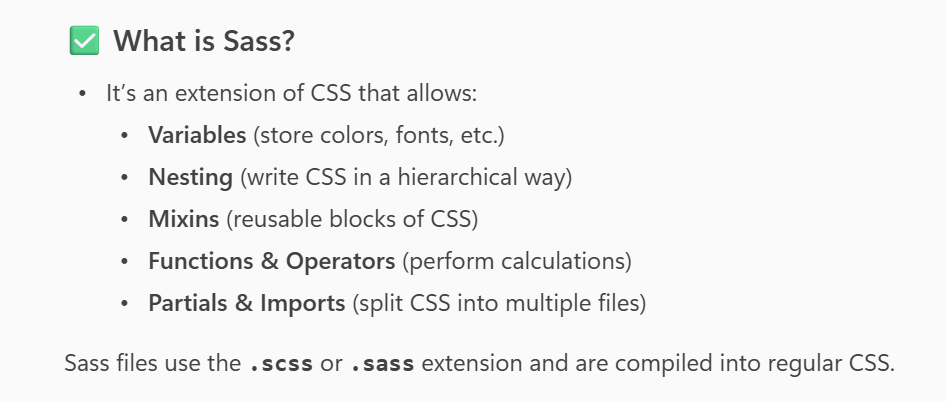 ✅ What is Sass?
• It’s an extension of CSS that allows:
• Variables (store colors, fonts, etc.)
• Nesting (write CSS in a hierarchical way)
• Mixins (reusable blocks of CSS)
• Functions & Operators (perform calculations)
• Partials & Imports (split CSS into multiple files)
Sass files use the .scss or .sass extension and are compiled into regular CSS.